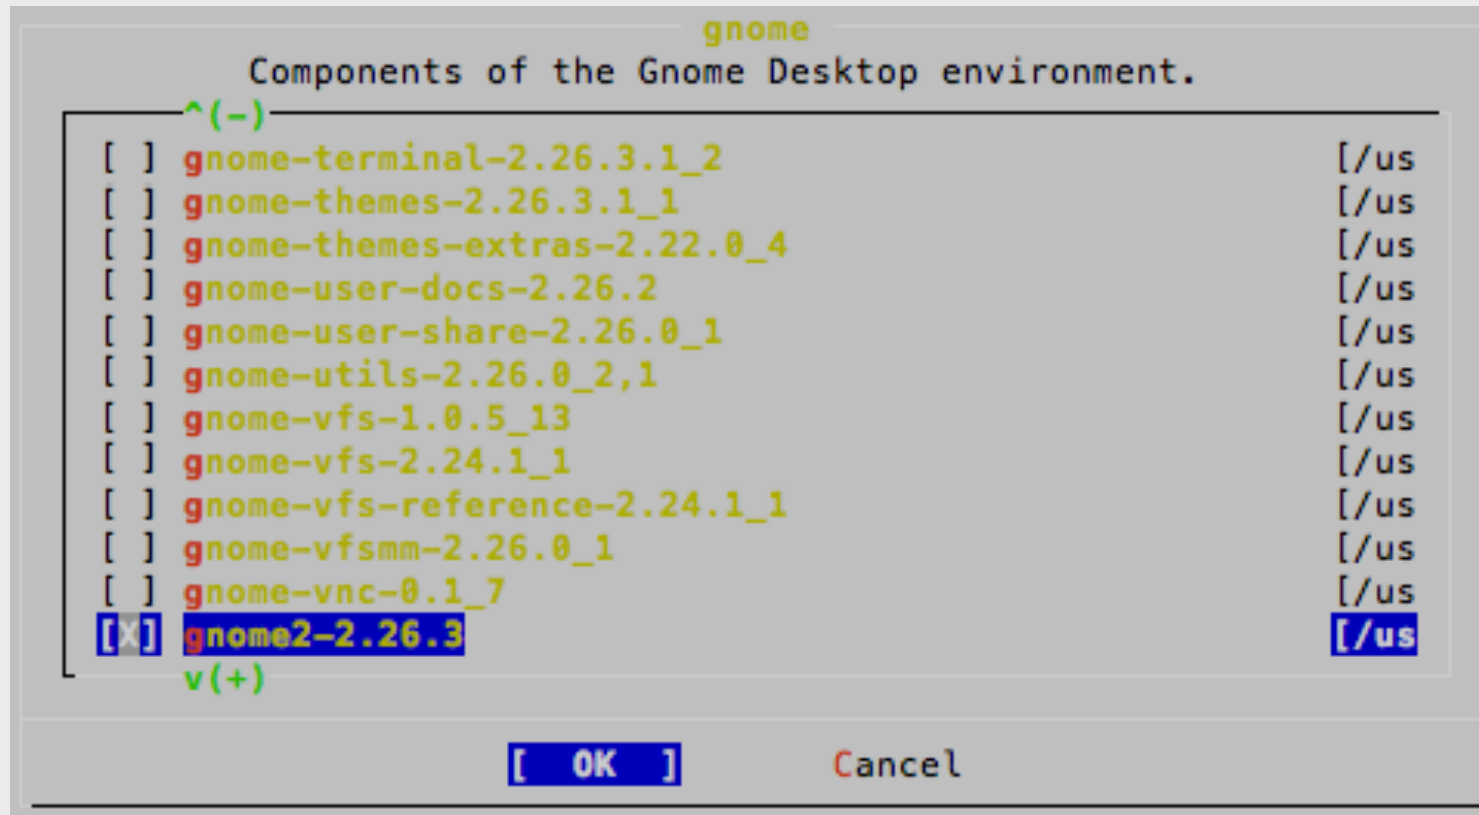 gnome
Components of the Gnome Desktop environment.
^(-)
[ ] gnome-terminal-2.26.3.1_2 [/us
[ ] gnome-themes-2.26.3.1_1 [/us
[ ] gnome-themes-extras-2.22.0_4 [/us
[ ] gnome-user-docs-2.26.2 [/us
[ ] gnome-user-share-2.26.0_1 [/us
[ ] gnome-utils-2.26.0_2,1 [/us
[ ] gnome-vfs-1.0.5_13 [/us
[ ] gnome-vfs-2.24.1_1 [/us
[ ] gnome-vfs-reference-2.24.1_1 [/us
[ ] gnome-vfsmm-2.26.0_1 [/us
[ ] gnome-vnc-0.1_7 [/us
[X] gnome2-2.26.3 [/us
v(+)
[ OK ] Cancel